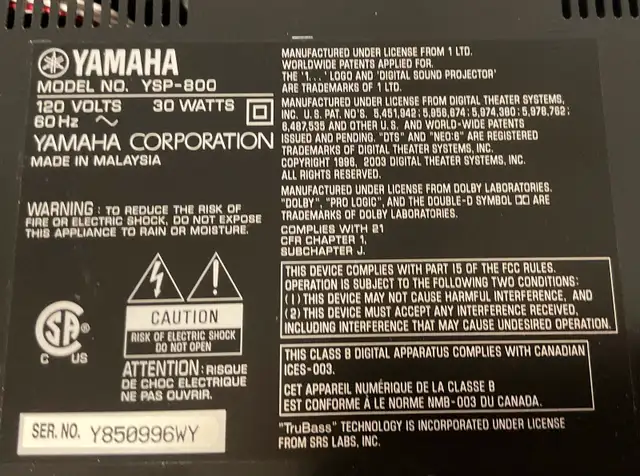 YAMAHA
MODEL NO. YSP-800
120 VOLTS 30 WATTS
60Hz ~
YAMAHA CORPORATION
MADE IN MALAYSIA
WARNING : TO REDUCE THE RISK OF
FIRE OR ELECTRIC SHOCK, DO NOT EXPOSE
THIS APPLIANCE TO RAIN OR MOISTURE.
CAUTION
RISK OF ELECTRIC SHOCK
DO NOT OPEN
ATTENTION: RISQUE
DE CHOC ELECTRIQUE
NE PAS OUVRIR.
SA ®
C US
SER. NO. Y850996WY
MANUFACTURED UNDER LICENSE FROM 1 LTD.
WORLDWIDE PATENTS APPLIED FOR.
THE '1...' LOGO AND 'DIGITAL SOUND PROJECTOR'
ARE TRADEMARKS OF 1 LTD.
MANUFACTURED UNDER LICENSE FROM DIGITAL THEATER SYSTEMS,
INC. U.S. PAT. NO'S. 5,451,942; 5,956,674; 5,974,380; 5,978,762;
6,487,535 AND OTHER U.S. AND WORLD-WIDE PATENTS
ISSUED AND PENDING. "DTS" AND "NEO:6" ARE REGISTERED
TRADEMARKS OF DIGITAL THEATER SYSTEMS, INC.
COPYRIGHT 1996, 2003 DIGITAL THEATER SYSTEMS, INC.
ALL RIGHTS RESERVED.
MANUFACTURED UNDER LICENSE FROM DOLBY LABORATORIES.
"DOLBY", "PRO LOGIC", AND THE DOUBLE-D SYMBOL ARE
TRADEMARKS OF DOLBY LABORATORIES.
COMPLIES WITH 21
CFR CHAPTER 1,
SUBCHAPTER J.
THIS DEVICE COMPLIES WITH PART 15 OF THE FCC RULES.
OPERATION IS SUBJECT TO THE FOLLOWING TWO CONDITIONS:
(1) THIS DEVICE MAY NOT CAUSE HARMFUL INTERFERENCE, AND
(2) THIS DEVICE MUST ACCEPT ANY INTERFERENCE RECEIVED,
INCLUDING INTERFERENCE THAT MAY CAUSE UNDESIRED OPERATION.
THIS CLASS B DIGITAL APPARATUS COMPLIES WITH CANADIAN
ICES-003.
CET APPAREIL NUMÉRIQUE DE LA CLASSE B
EST CONFORME À LE NORME NMB-003 DU CANADA.
"TruBass" TECHNOLOGY IS INCORPORATED UNDER LICENSE
FROM SRS LABS, INC.